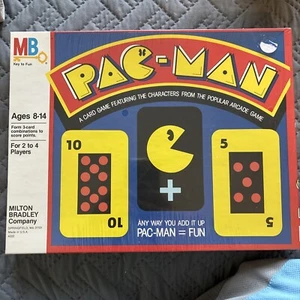 MB
Key to Fun
PAC-MAN
A CARD GAME FEATURING THE CHARACTERS FROM THE POPULAR ARCADE GAME
Ages 8-14
Form 3-card
combinations to
score points.
For 2 to 4
Players
10
+
5
10
5
MILTON
BRADLEY
Company
ANY WAY YOU ADD IT UP
PAC-MAN = FUN
Made in U.S.A.